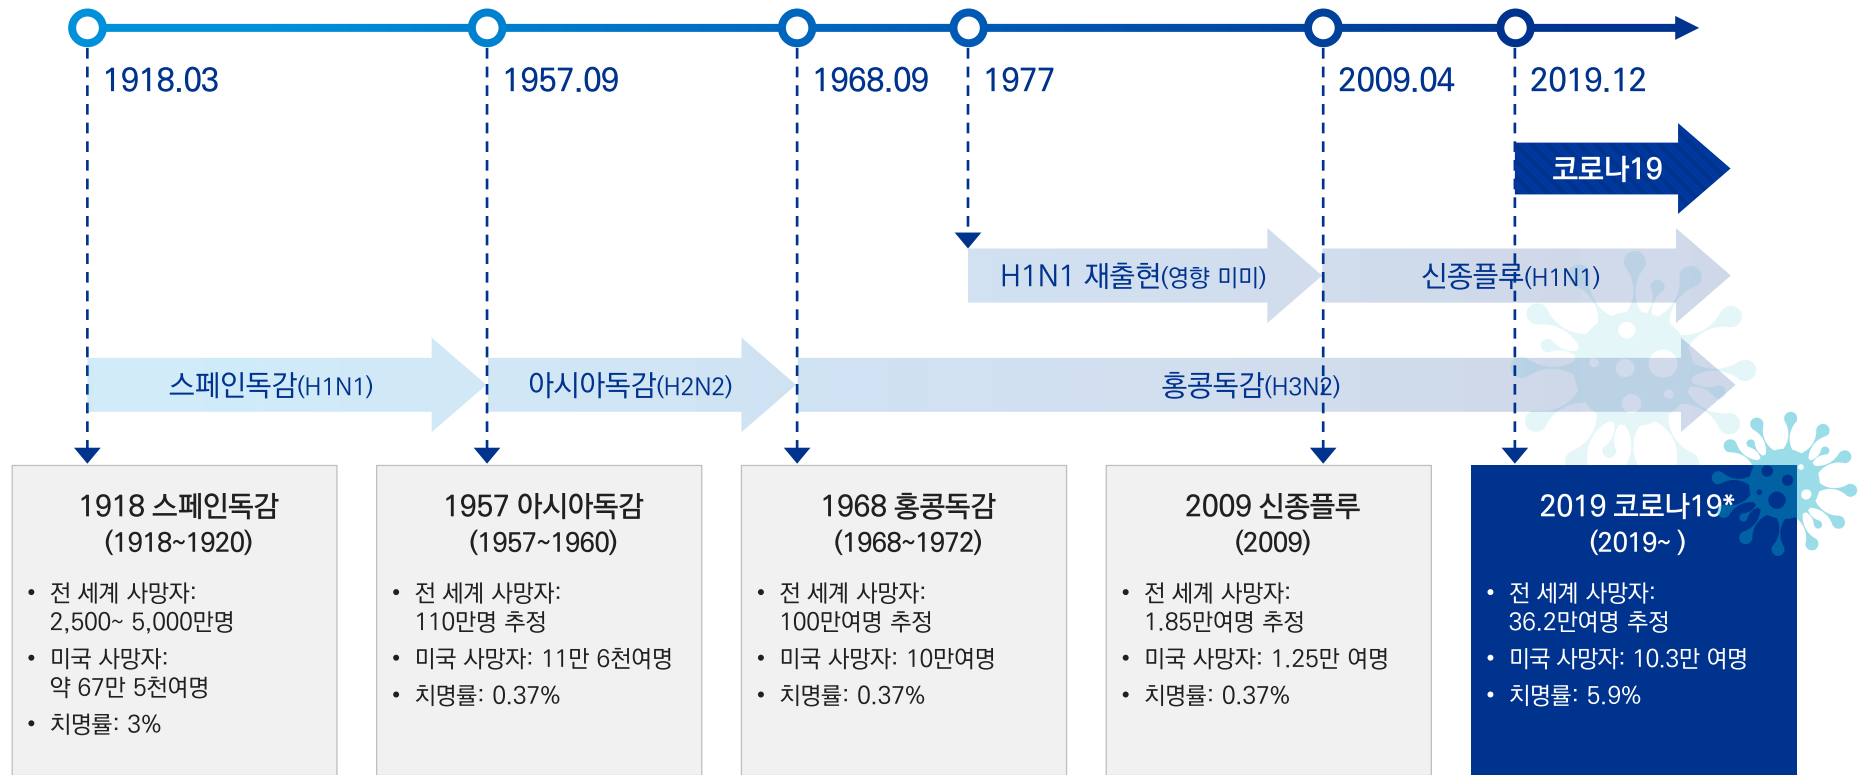 1918.03
1957.09
1968.09
1977
2009.04
2019.12
코로나19
H1N1 재출현(영향 미미)
신종플루(H1N1)
스페인독감(H1N1)
아시아독감(H2N2)
홍콩독감(H3N2)
1918 스페인독감
(1918~1920)
• 전 세계 사망자:
2,500~ 5,000만명
• 미국 사망자:
약 67만 5천여명
• 치명률: 3%
1957 아시아독감
(1957~1960)
• 전 세계 사망자:
110만명 추정
• 미국 사망자: 11만 6천여명
• 치명률: 0.37%
1968 홍콩독감
(1968~1972)
• 전 세계 사망자:
100만여명 추정
• 미국 사망자: 10만여명
• 치명률: 0.37%
2009 신종플루
(2009)
• 전 세계 사망자:
1.85만여명 추정
• 미국 사망자: 1.25만 여명
• 치명률: 0.37%
2019 코로나19*
(2019~ )
• 전 세계 사망자:
36.2만여명 추정
• 미국 사망자: 10.3만 여명
• 치명률: 5.9%